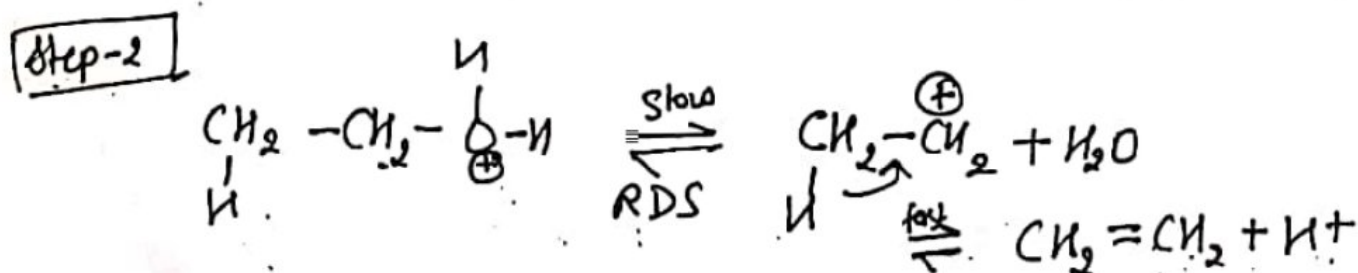 Step-2
H
CH₂ - CH₂ - O - H ⇌ Slow RDS CH₂ - CH₂ + H₂O
⊕ ⊕
H H
fast ⇌ CH₂ = CH₂ + H+